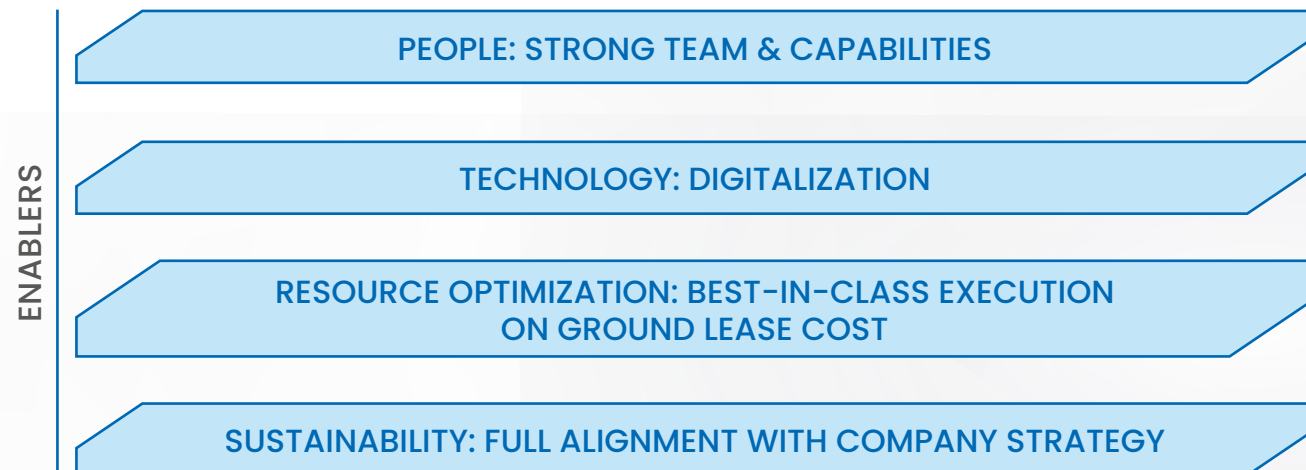 ENABLERS
PEOPLE: STRONG TEAM & CAPABILITIES
TECHNOLOGY: DIGITALIZATION
RESOURCE OPTIMIZATION: BEST-IN-CLASS EXECUTION
ON GROUND LEASE COST
SUSTAINABILITY: FULL ALIGNMENT WITH COMPANY STRATEGY